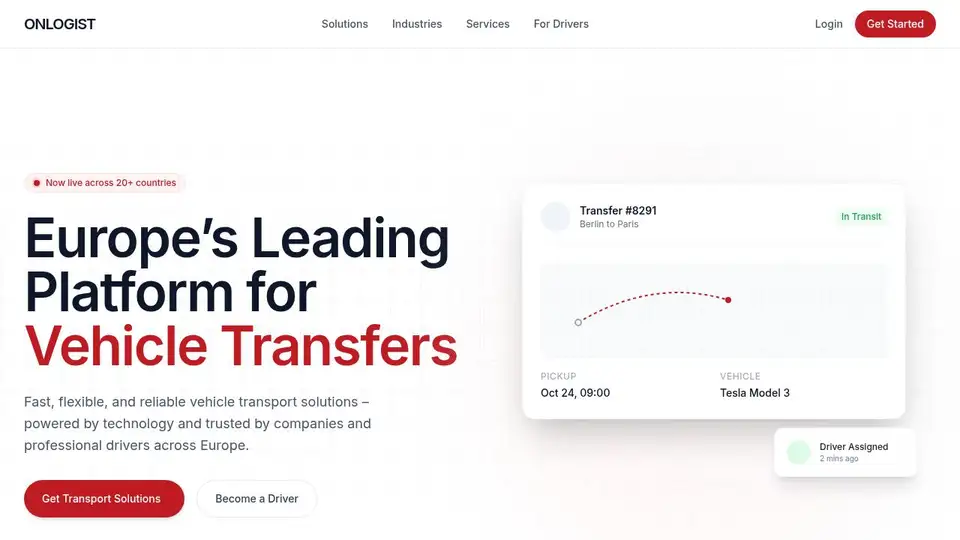 ONLOGIST
Solutions
Industries
Services
For Drivers
Login
Get Started
Now live across 20+ countries
Europe’s Leading
Platform for
Vehicle Transfers
Fast, flexible, and reliable vehicle transport solutions –
powered by technology and trusted by companies and
professional drivers across Europe.
Get Transport Solutions
Become a Driver
Transfer #8291
Berlin to Paris
In Transit
PICKUP
Oct 24, 09:00
VEHICLE
Tesla Model 3
Driver Assigned
2 mins ago